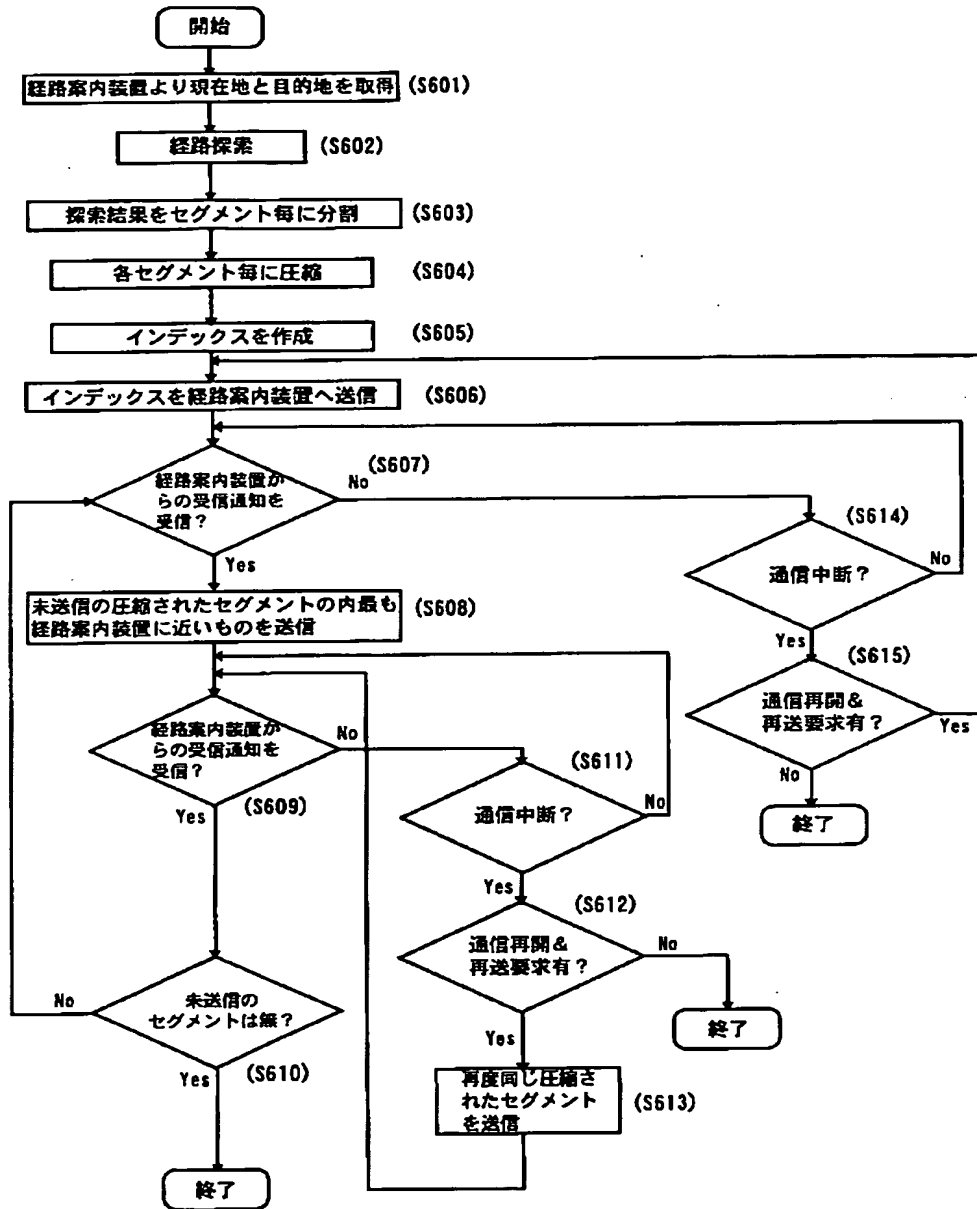 開始
経路案内装置より現在地と目的地を取得 (S601)
経路探索 (S602)
探索結果をセグメント毎に分割 (S603)
各セグメント毎に圧縮 (S604)
インデックスを作成 (S605)
インデックスを経路案内装置へ送信 (S606)
経路案内装置か
らの受信通知を
受信?
(S607)
No
Yes
未送信の圧縮されたセグメントの内最も
経路案内装置に近いものを送信
(S608)
経路案内装置か
らの受信通知を
受信?
(S609)
No
Yes
未送信の
セグメントは無?
(S610)
No
Yes
終了
(S611)
通信中断?
No
Yes
(S612)
通信再開&
再送要求有?
No
終了
Yes
再度同じ圧縮さ
れたセグメント
を送信
(S613)
(S614)
通信中断?
No
Yes
(S615)
通信再開&
再送要求有?
Yes
No
終了